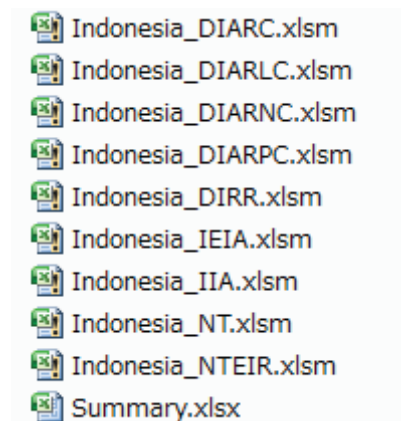 Indonesia_DIARC.xlsm
Indonesia_DIARLC.xlsm
Indonesia_DIARNC.xlsm
Indonesia_DIARPC.xlsm
Indonesia_DIRR.xlsm
Indonesia_IEIA.xlsm
Indonesia_IIA.xlsm
Indonesia_NT.xlsm
Indonesia_NTEIR.xlsm
Summary.xlsx